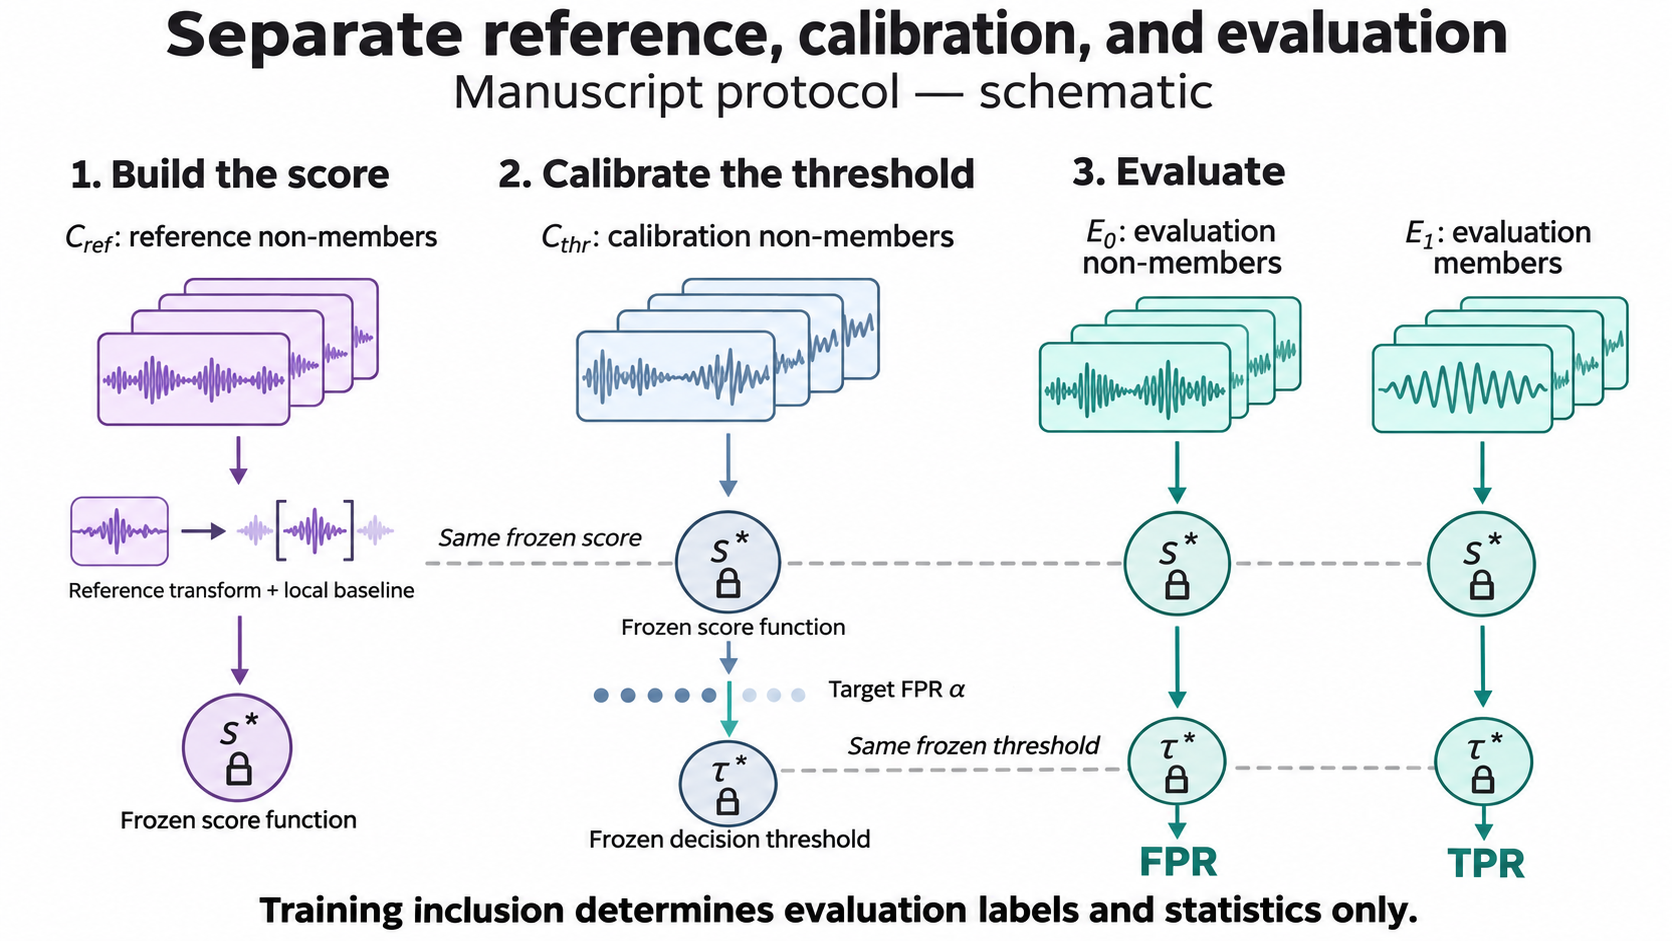 Separate reference, calibration, and evaluation
Manuscript protocol — schematic
1. Build the score
C_ref: reference non-members
Reference transform + local baseline
s*
Frozen score function
2. Calibrate the threshold
C_thr: calibration non-members
Same frozen score
s*
Frozen score function
Target FPR α
τ*
Frozen decision threshold
Same frozen threshold
3. Evaluate
E_0: evaluation
non-members
s*
τ*
FPR
E_1: evaluation
members
s*
τ*
TPR
Training inclusion determines evaluation labels and statistics only.